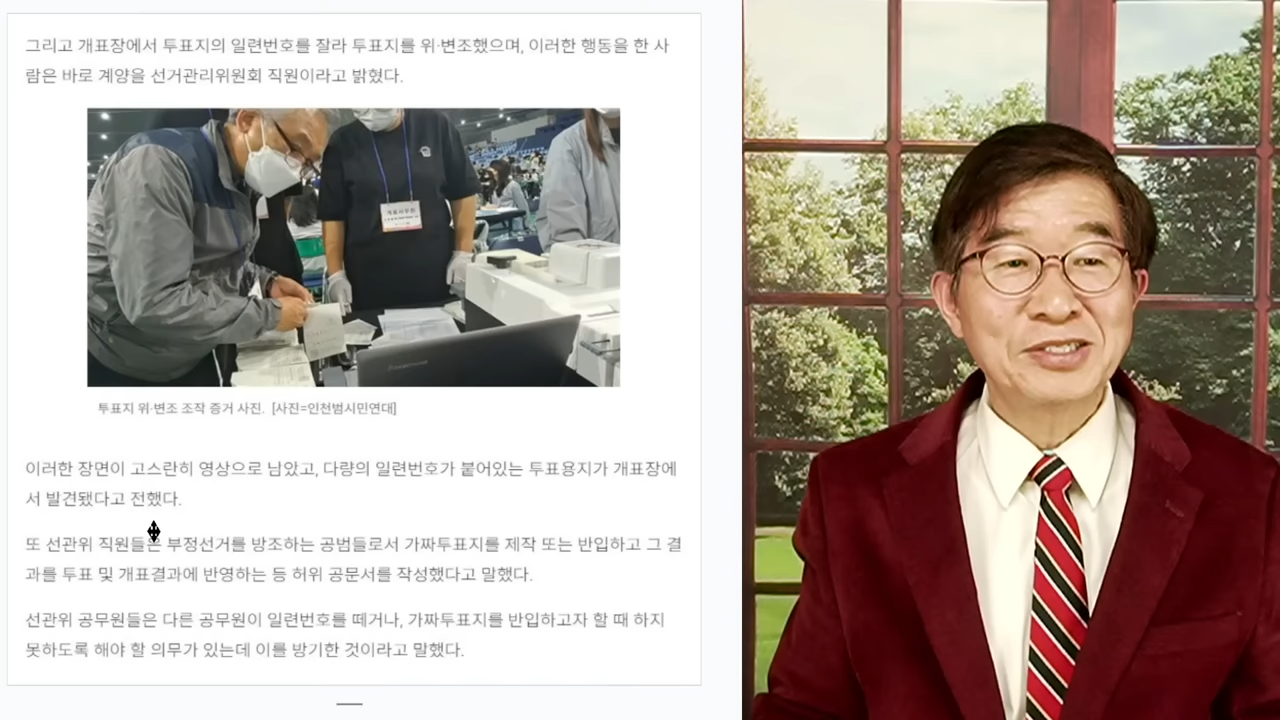 그리고 개표장에서 투표지의 일련번호를 잘라 투표지를 위·변조했으며, 이러한 행동을 한 사
람은 바로 계양을 선거관리위원회 직원이라고 밝혔다.
개표사무원
투표지 위·변조 조작 증거 사진. [사진=인천범시민연대]
이러한 장면이 고스란히 영상으로 남았고, 다량의 일련번호가 붙어있는 투표용지가 개표장에
서 발견됐다고 전했다.
또 선관위 직원들은 부정선거를 방조하는 공범들로서 가짜투표지를 제작 또는 반입하고 그 결
과를 투표 및 개표결과에 반영하는 등 허위 공문서를 작성했다고 말했다.
선관위 공무원들은 다른 공무원이 일련번호를 떼거나, 가짜투표지를 반입하고자 할 때 하지
못하도록 해야 할 의무가 있는데 이를 방기한 것이라고 말했다.